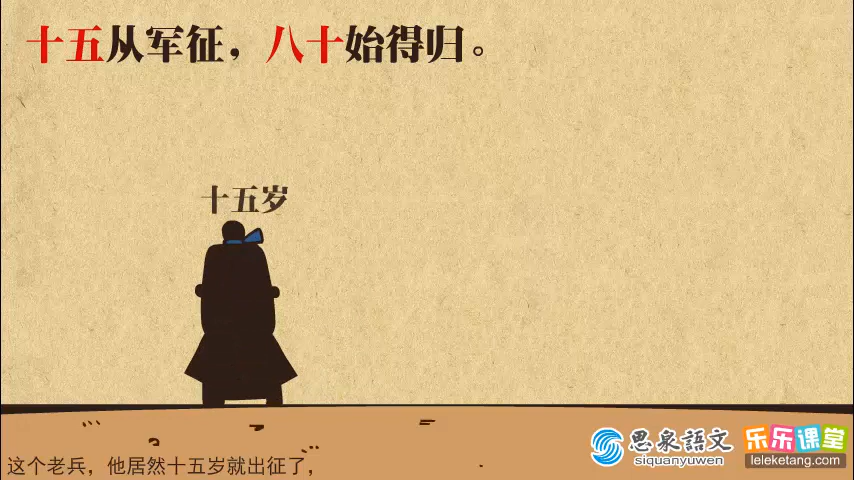 十五从军征，八十始得归。
十五岁
这个老兵，他居然十五岁就出征了，
思泉語文
siquanyuwen
乐乐课堂
leleketang.com